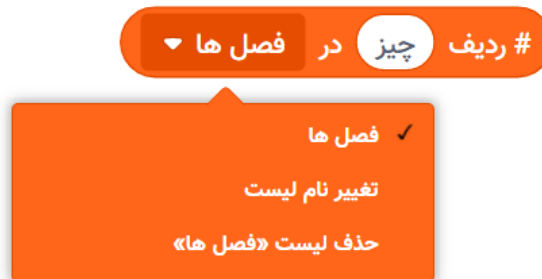 # ردیف چیز در فصل ها
فصل ها
تغییر نام لیست
حذف لیست «فصل ها»